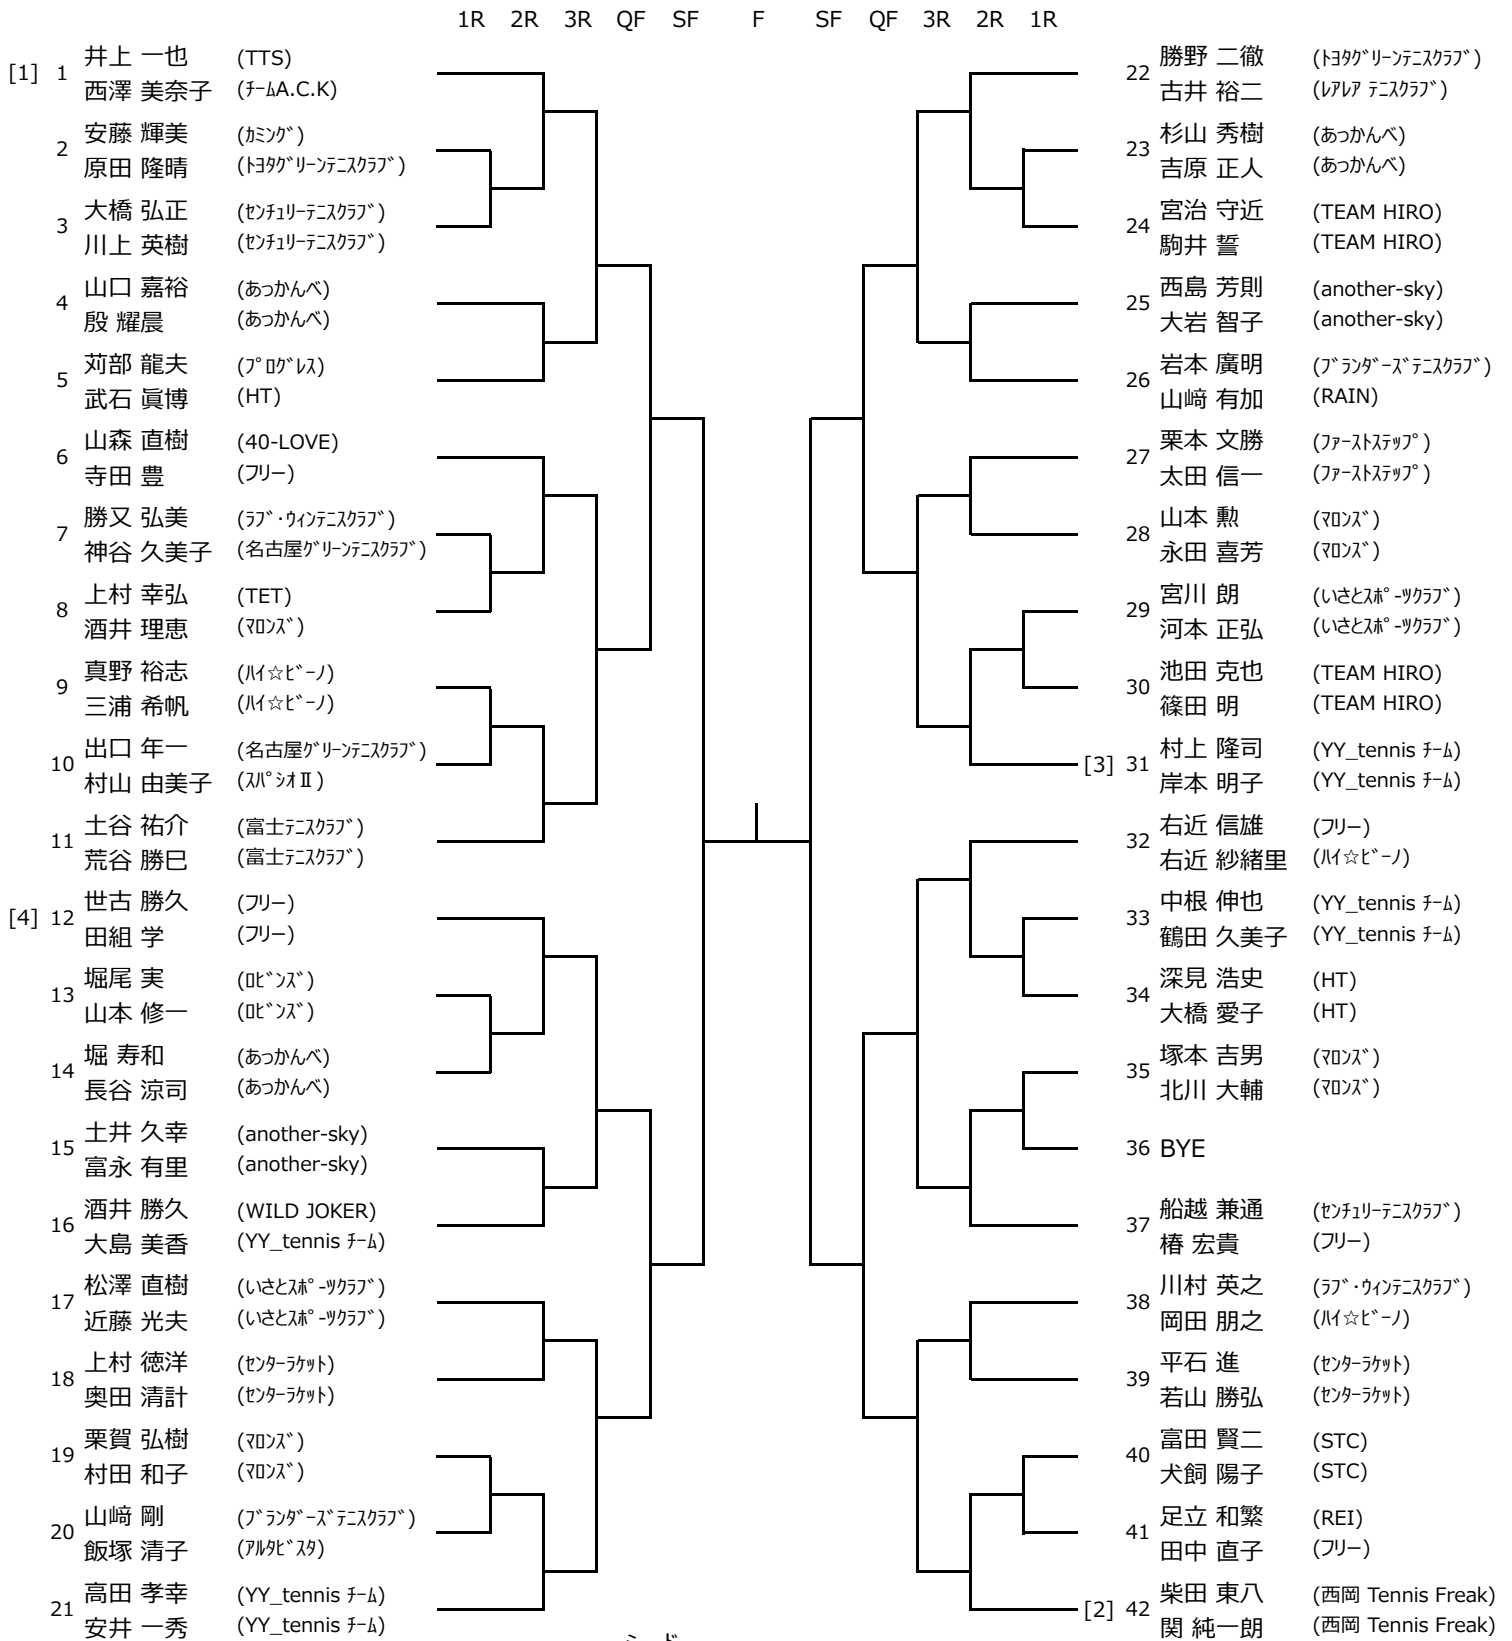 1R 2R 3R QF SF F SF QF 3R 2R 1R
[1] 1 井上 一也 (TTS)
西澤 美奈子 (ﾁｰﾑA.C.K)
2 安藤 輝美 (ｶﾐﾝｸﾞ)
原田 隆晴 (ﾄﾖﾀｸﾞﾘｰﾝﾃﾆｽｸﾗﾌﾞ)
3 大橋 弘正 (ｾﾝﾁｭﾘｰﾃﾆｽｸﾗﾌﾞ)
川上 英樹 (ｾﾝﾁｭﾘｰﾃﾆｽｸﾗﾌﾞ)
4 山口 嘉裕 (あっかんべ)
殷 耀晨 (あっかんべ)
5 苅部 龍夫 (ﾌﾟﾛｸﾞﾚｽ)
武石 眞博 (HT)
6 山森 直樹 (40-LOVE)
寺田 豊 (ﾌﾘｰ)
7 勝又 弘美 (ﾗﾌﾞ･ｳｨﾝﾃﾆｽｸﾗﾌﾞ)
神谷 久美子 (名古屋ｸﾞﾘｰﾝﾃﾆｽｸﾗﾌﾞ)
8 上村 幸弘 (TET)
酒井 理恵 (ﾏﾛﾝｽﾞ)
9 真野 裕志 (ﾊｲ☆ﾋﾞｰﾉ)
三浦 希帆 (ﾊｲ☆ﾋﾞｰﾉ)
10 出口 年一 (名古屋ｸﾞﾘｰﾝﾃﾆｽｸﾗﾌﾞ)
村山 由美子 (ｽﾊﾟｼｵⅡ)
11 土谷 祐介 (富士ﾃﾆｽｸﾗﾌﾞ)
荒谷 勝巳 (富士ﾃﾆｽｸﾗﾌﾞ)
[4] 12 世古 勝久 (ﾌﾘｰ)
田組 学 (ﾌﾘｰ)
13 堀尾 実 (ﾛﾋﾞﾝｽﾞ)
山本 修一 (ﾛﾋﾞﾝｽﾞ)
14 堀 寿和 (あっかんべ)
長谷 涼司 (あっかんべ)
15 土井 久幸 (another-sky)
富永 有里 (another-sky)
16 酒井 勝久 (WILD JOKER)
大島 美香 (YY_tennis ﾁｰﾑ)
17 松澤 直樹 (いさとｽﾎﾟｰﾂｸﾗﾌﾞ)
近藤 光夫 (いさとｽﾎﾟｰﾂｸﾗﾌﾞ)
18 上村 徳洋 (ｾﾝﾀｰﾗｹｯﾄ)
奥田 清計 (ｾﾝﾀｰﾗｹｯﾄ)
19 栗賀 弘樹 (ﾏﾛﾝｽﾞ)
村田 和子 (ﾏﾛﾝｽﾞ)
20 山﨑 剛 (ﾌﾞﾗﾝﾀﾞｰｽﾞﾃﾆｽｸﾗﾌﾞ)
飯塚 清子 (ｱﾙﾀﾋﾞｽﾀ)
21 高田 孝幸 (YY_tennis ﾁｰﾑ)
安井 一秀 (YY_tennis ﾁｰﾑ)
22 勝野 二徹 (ﾄﾖﾀｸﾞﾘｰﾝﾃﾆｽｸﾗﾌﾞ)
古井 裕二 (ﾚｱﾚｱ ﾃﾆｽｸﾗﾌﾞ)
23 杉山 秀樹 (あっかんべ)
吉原 正人 (あっかんべ)
24 宮治 守近 (TEAM HIRO)
駒井 誓 (TEAM HIRO)
25 西島 芳則 (another-sky)
大岩 智子 (another-sky)
26 岩本 廣明 (ﾌﾞﾗﾝﾀﾞｰｽﾞﾃﾆｽｸﾗﾌﾞ)
山﨑 有加 (RAIN)
27 栗本 文勝 (ﾌｧｰｽﾄｽﾃｯﾌﾟ)
太田 信一 (ﾌｧｰｽﾄｽﾃｯﾌﾟ)
28 山本 勲 (ﾏﾛﾝｽﾞ)
永田 喜芳 (ﾏﾛﾝｽﾞ)
29 宮川 朗 (いさとｽﾎﾟｰﾂｸﾗﾌﾞ)
河本 正弘 (いさとｽﾎﾟｰﾂｸﾗﾌﾞ)
30 池田 克也 (TEAM HIRO)
篠田 明 (TEAM HIRO)
[3] 31 村上 隆司 (YY_tennis ﾁｰﾑ)
岸本 明子 (YY_tennis ﾁｰﾑ)
32 右近 信雄 (ﾌﾘｰ)
右近 紗緒里 (ﾊｲ☆ﾋﾞｰﾉ)
33 中根 伸也 (YY_tennis ﾁｰﾑ)
鶴田 久美子 (YY_tennis ﾁｰﾑ)
34 深見 浩史 (HT)
大橋 愛子 (HT)
35 塚本 吉男 (ﾏﾛﾝｽﾞ)
北川 大輔 (ﾏﾛﾝｽﾞ)
36 BYE
37 船越 兼通 (ｾﾝﾁｭﾘｰﾃﾆｽｸﾗﾌﾞ)
椿 宏貴 (ﾌﾘｰ)
38 川村 英之 (ﾗﾌﾞ･ｳｨﾝﾃﾆｽｸﾗﾌﾞ)
岡田 朋之 (ﾊｲ☆ﾋﾞｰﾉ)
39 平石 進 (ｾﾝﾀｰﾗｹｯﾄ)
若山 勝弘 (ｾﾝﾀｰﾗｹｯﾄ)
40 富田 賢二 (STC)
犬飼 陽子 (STC)
41 足立 和繁 (REI)
田中 直子 (ﾌﾘｰ)
[2] 42 柴田 東八 (西岡 Tennis Freak)
関 純一朗 (西岡 Tennis Freak)